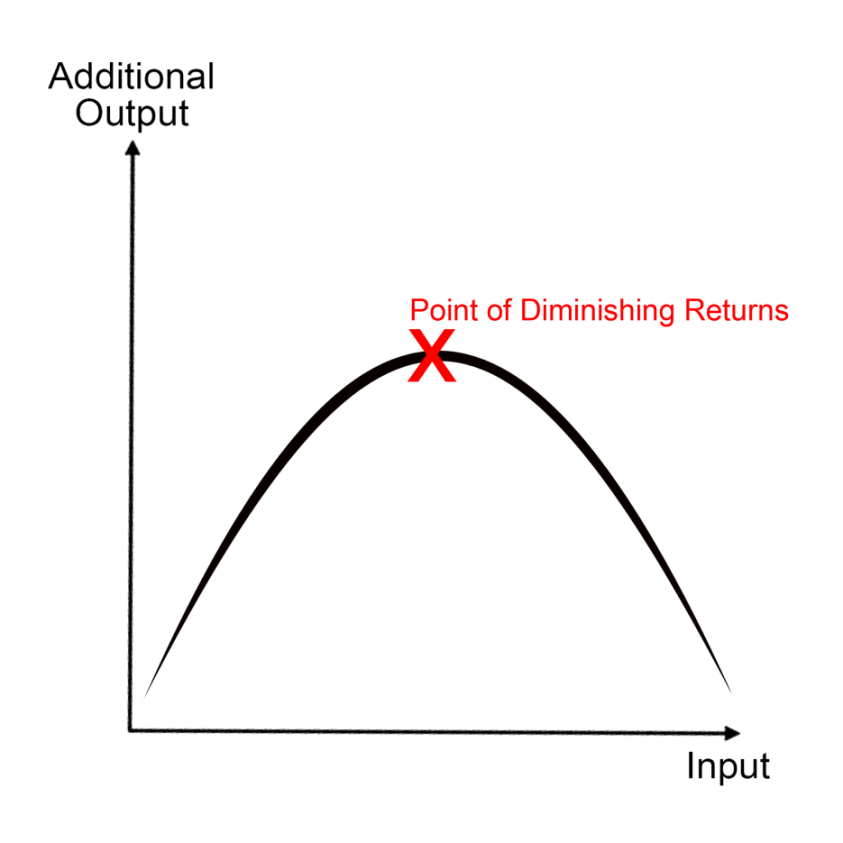 Additional
Output
Point of Diminishing Returns
X
Input